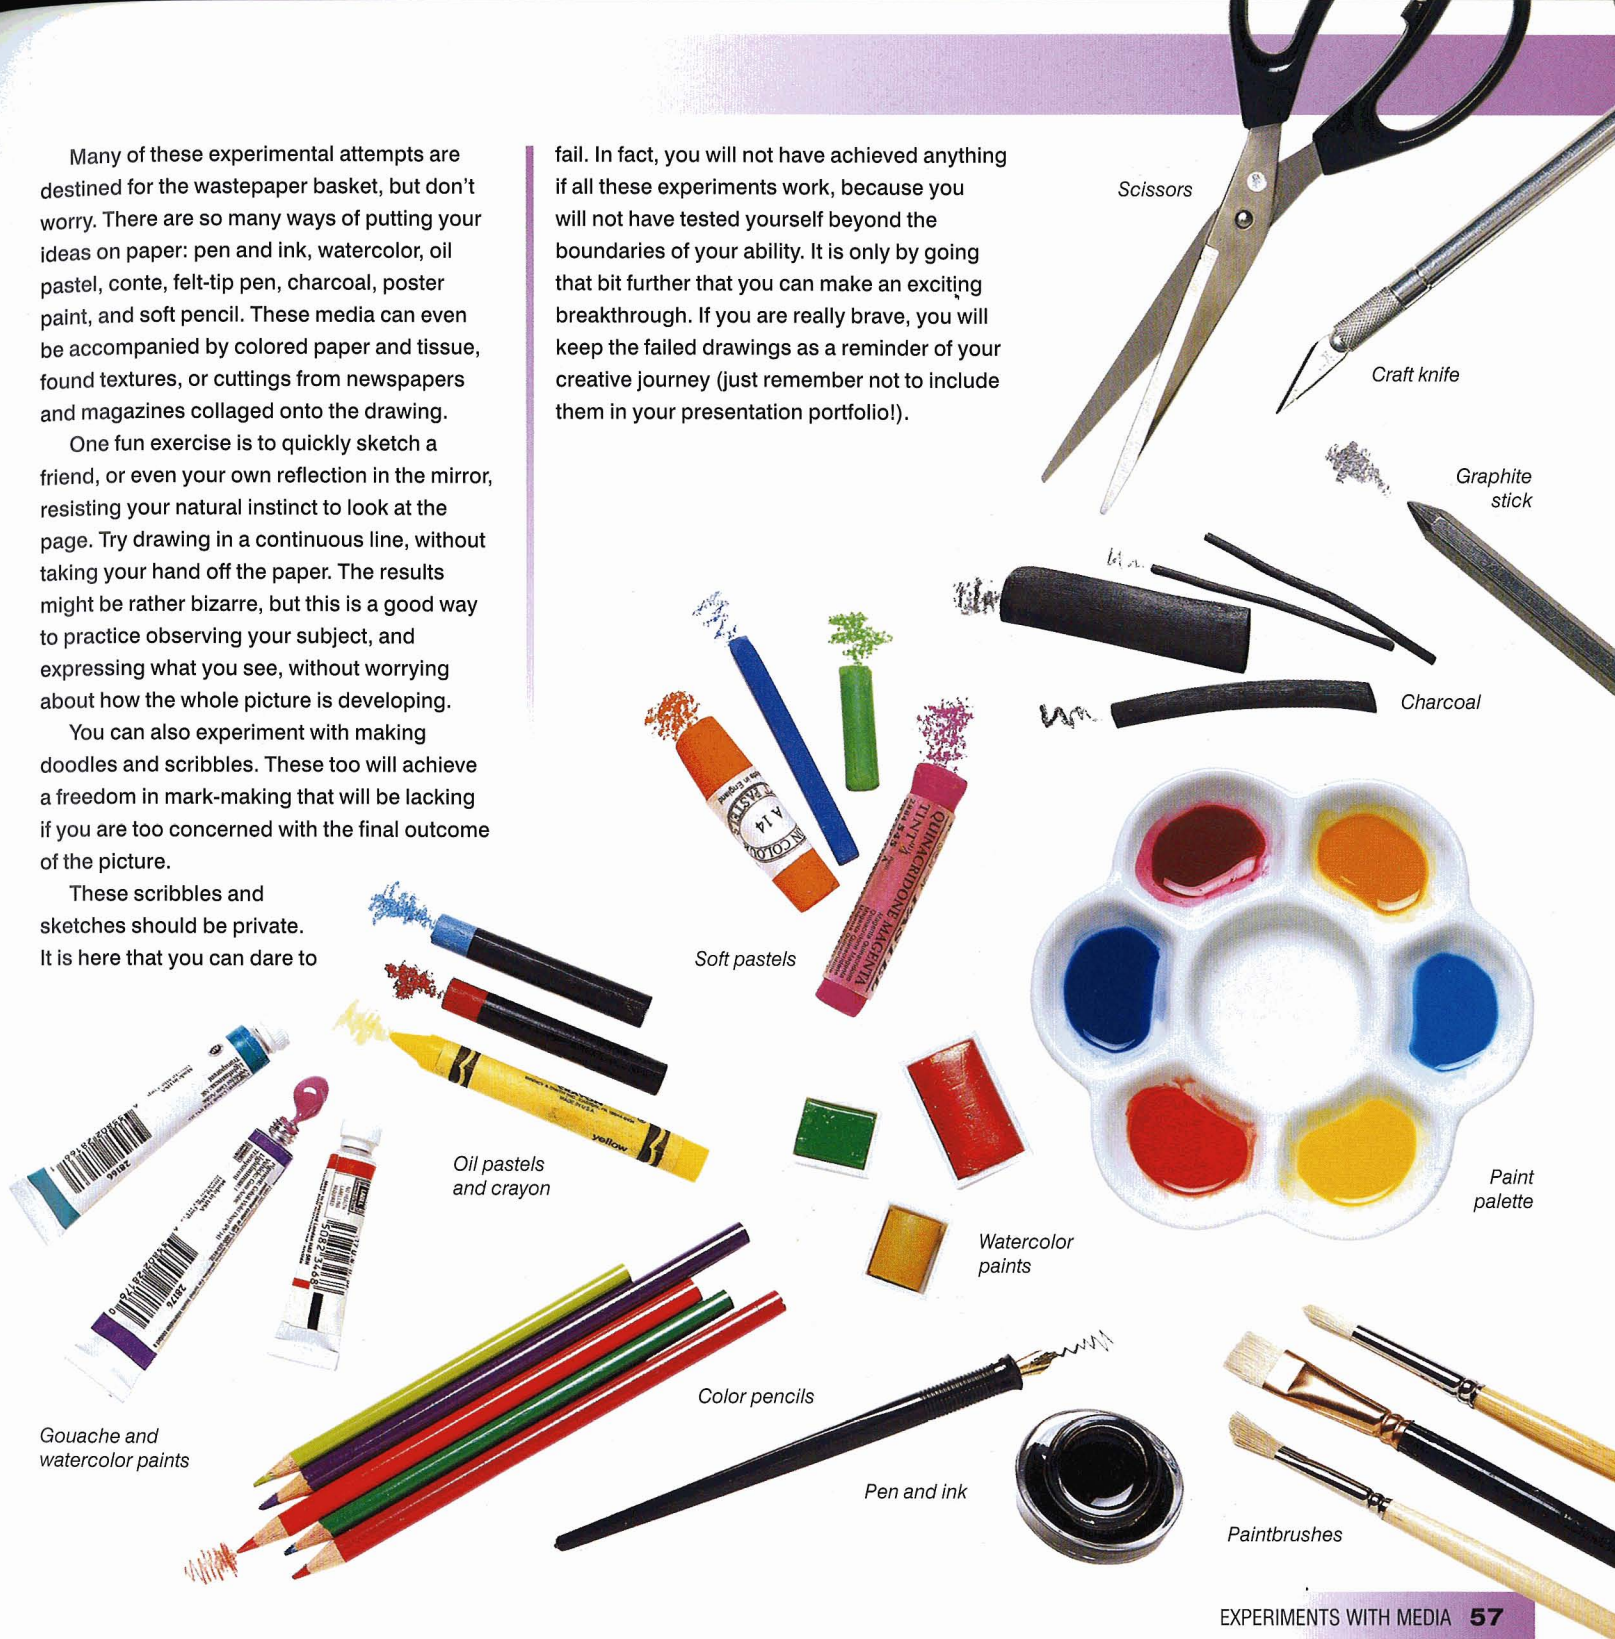 Many of these experimental attempts are
destined for the wastepaper basket, but don't
worry. There are so many ways of putting your
ideas on paper: pen and ink, watercolor, oil
pastel, conte, felt-tip pen, charcoal, poster
paint, and soft pencil. These media can even
be accompanied by colored paper and tissue,
found textures, or cuttings from newspapers
and magazines collaged onto the drawing.
One fun exercise is to quickly sketch a
friend, or even your own reflection in the mirror,
resisting your natural instinct to look at the
page. Try drawing in a continuous line, without
taking your hand off the paper. The results
might be rather bizarre, but this is a good way
to practice observing your subject, and
expressing what you see, without worrying
about how the whole picture is developing.
You can also experiment with making
doodles and scribbles. These too will achieve
a freedom in mark-making that will be lacking
if you are too concerned with the final outcome
of the picture.
These scribbles and
sketches should be private.
It is here that you can dare to
fail. In fact, you will not have achieved anything
if all these experiments work, because you
will not have tested yourself beyond the
boundaries of your ability. It is only by going
that bit further that you can make an exciting
breakthrough. If you are really brave, you will
keep the failed drawings as a reminder of your
creative journey (just remember not to include
them in your presentation portfolio!).
Scissors
Craft knife
Graphite
stick
Charcoal
A 14
QUINACRIDONE MAGENTA
Soft pastels
yellow
Oil pastels
and crayon
Paint
palette
Watercolor
paints
28166
28176
Gouache and
watercolor paints
Color pencils
Pen and ink
Paintbrushes
EXPERIMENTS WITH MEDIA 57